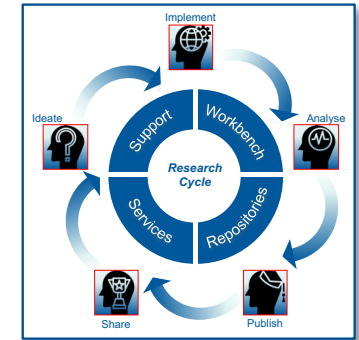 Implement
Ideate
Analyse
Support
Workbench
Research
Cycle
Services
Repositories
Share
Publish